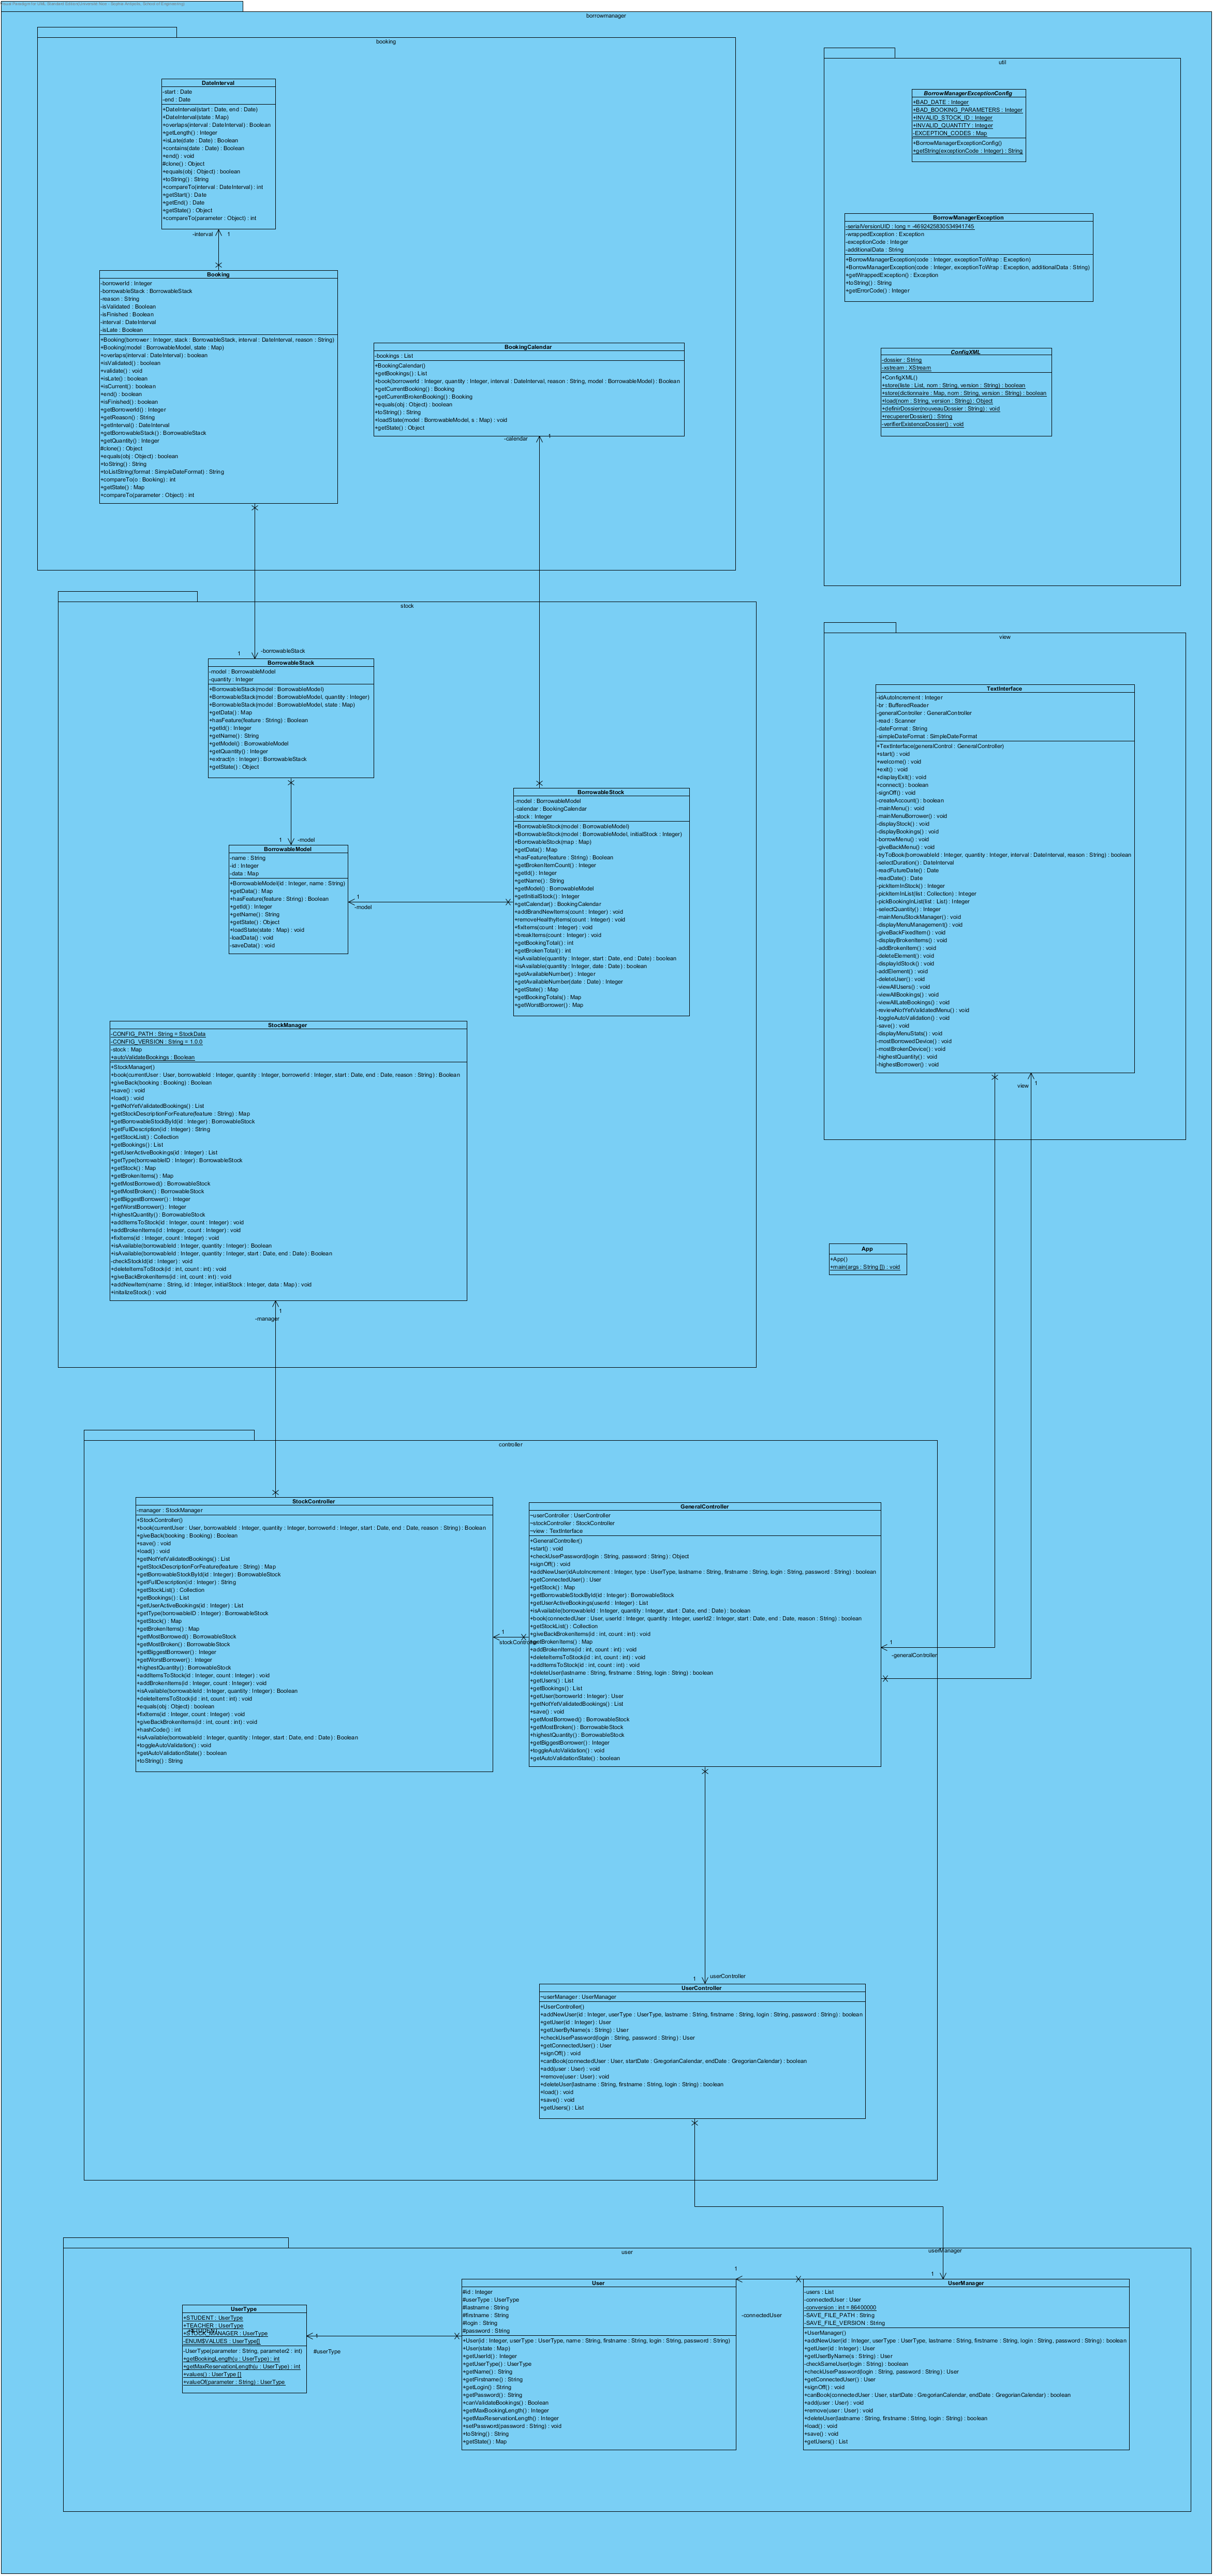 borrowmanager
booking
DateInterval
-start : Date
-end : Date
+DateInterval(start : Date, end : Date)
+DateInterval(state : Map)
+overlaps(interval : DateInterval) : Boolean
+getLength() : Integer
+isLate(date : Date) : Boolean
+contains(date : Date) : Boolean
+end() : void
#clone() : Object
+equals(obj : Object) : boolean
+toString() : String
+compareTo(interval : DateInterval) : int
+getStart() : Date
+getEnd() : Date
+getState() : Object
+compareTo(parameter : Object) : int
-interval
1
Booking
-borrowerId : Integer
-borrowableStack : BorrowableStack
-reason : String
-isValidated : Boolean
-isFinished : Boolean
-interval : DateInterval
-isLate : Boolean
+Booking(borrower : Integer, stack : BorrowableStack, interval : DateInterval, reason : String)
+Booking(model : BorrowableModel, state : Map)
+overlaps(interval : DateInterval) : boolean
+isValidated() : boolean
+validate() : void
+isLate() : boolean
+isCurrent() : boolean
+end() : boolean
+isFinished() : boolean
+getBorrowerId() : Integer
+getReason() : String
+getInterval() : DateInterval
+getBorrowableStack() : BorrowableStack
+getQuantity() : Integer
#clone() : Object
+equals(obj : Object) : boolean
+toString() : String
+toListString(format : SimpleDateFormat) : String
+compareTo(o : Booking) : int
+getState() : Map
+compareTo(parameter : Object) : int
BookingCalendar
-bookings : List
+BookingCalendar()
+getBookings() : List
+book(borrowerId : Integer, quantity : Integer, interval : DateInterval, reason : String, model : BorrowableModel) : Boolean
+getCurrentBooking() : Booking
+getCurrentBrokenBooking() : Booking
+equals(obj : Object) : boolean
+toString() : String
+loadState(model : BorrowableModel, s : Map) : void
+getState() : Object
-calendar
1
util
BorrowManagerExceptionConfig
+BAD_DATE : Integer
+BAD_BOOKING_PARAMETERS : Integer
+INVALID_STOCK_ID : Integer
+INVALID_QUANTITY : Integer
-EXCEPTION_CODES : Map
+BorrowManagerExceptionConfig()
+getString(exceptionCode : Integer) : String
BorrowManagerException
-serialVersionUID : long = -4692425830534941745
-wrappedException : Exception
-exceptionCode : Integer
-additionalData : String
+BorrowManagerException(code : Integer, exceptionToWrap : Exception)
+BorrowManagerException(code : Integer, exceptionToWrap : Exception, additionalData : String)
+getWrappedException() : Exception
+toString() : String
+getErrorCode() : Integer
ConfigXML
-dossier : String
-xstream : XStream
+ConfigXML()
+store(liste : List, nom : String, version : String) : boolean
+store(dictionnaire : Map, nom : String, version : String) : boolean
+load(nom : String, version : String) : Object
+definirDossier(nouveauDossier : String) : void
+recupererDossier() : String
-verifierExistenceDossier() : void
stock
1
-borrowableStack
BorrowableStack
-model : BorrowableModel
-quantity : Integer
+BorrowableStack(model : BorrowableModel)
+BorrowableStack(model : BorrowableModel, quantity : Integer)
+BorrowableStack(model : BorrowableModel, state : Map)
+getData() : Map
+hasFeature(feature : String) : Boolean
+getId() : Integer
+getName() : String
+getModel() : BorrowableModel
+getQuantity() : Integer
+extract(n : Integer) : BorrowableStack
+getState() : Object
1
-model
BorrowableModel
-name : String
-id : Integer
-data : Map
+BorrowableModel(id : Integer, name : String)
+getData() : Map
+hasFeature(feature : String) : Boolean
+getId() : Integer
+getName() : String
+getState() : Object
+loadState(state : Map) : void
-loadData() : void
-saveData() : void
1
-model
BorrowableStock
-model : BorrowableModel
-calendar : BookingCalendar
-stock : Integer
+BorrowableStock(model : BorrowableModel)
+BorrowableStock(model : BorrowableModel, initialStock : Integer)
+BorrowableStock(map : Map)
+getData() : Map
+hasFeature(feature : String) : Boolean
+getBrokenItemCount() : Integer
+getId() : Integer
+getName() : String
+getModel() : BorrowableModel
+getInitialStock() : Integer
+getCalendar() : BookingCalendar
+addBrandNewItems(count : Integer) : void
+removeHealthyItems(count : Integer) : void
+fixItems(count : Integer) : void
+breakItems(count : Integer) : void
+getBookingTotal() : int
+getBrokenTotal() : int
+isAvailable(quantity : Integer, start : Date, end : Date) : boolean
+isAvailable(quantity : Integer, date : Date) : boolean
+getAvailableNumber() : Integer
+getAvailableNumber(date : Date) : Integer
+getState() : Map
+getBookingTotals() : Map
+getWorstBorrower() : Map
StockManager
-CONFIG_PATH : String = StockData
-CONFIG_VERSION : String = 1.0.0
-stock : Map
+autoValidateBookings : Boolean
+StockManager()
+book(currentUser : User, borrowableId : Integer, quantity : Integer, borrowerId : Integer, start : Date, end : Date, reason : String) : Boolean
+giveBack(booking : Booking) : Boolean
+save() : void
+load() : void
+getNotYetValidatedBookings() : List
+getStockDescriptionForFeature(feature : String) : Map
+getBorrowableStockById(id : Integer) : BorrowableStock
+getFullDescription(id : Integer) : String
+getStockList() : Collection
+getBookings() : List
+getUserActiveBookings(id : Integer) : List
+getType(borrowableID : Integer) : BorrowableStock
+getStock() : Map
+getBrokenItems() : Map
+getMostBorrowed() : BorrowableStock
+getMostBroken() : BorrowableStock
+getBiggestBorrower() : Integer
+getWorstBorrower() : Integer
+highestQuantity() : BorrowableStock
+addItemsToStock(id : Integer, count : Integer) : void
+addBrokenItems(id : Integer, count : Integer) : void
+fixItems(id : Integer, count : Integer) : void
+isAvailable(borrowableId : Integer, quantity : Integer) : Boolean
+isAvailable(borrowableId : Integer, quantity : Integer, start : Date, end : Date) : Boolean
-checkStockId(id : Integer) : void
+deleteItemsToStock(id : int, count : int) : void
+giveBackBrokenItems(id : int, count : int) : void
+addNewItem(name : String, id : Integer, initialStock : Integer, data : Map) : void
+initalizeStock() : void
1
-manager
view
TextInterface
-idAutoIncrement : Integer
-br : BufferedReader
-generalController : GeneralController
-read : Scanner
-dateFormat : String
-simpleDateFormat : SimpleDateFormat
+TextInterface(generalControl : GeneralController)
+start() : void
+welcome() : void
+exit() : void
+displayExit() : void
+connect() : boolean
-signOff() : void
-createAccount() : boolean
-mainMenu() : void
-mainMenuBorrower() : void
-displayStock() : void
-displayBookings() : void
-borrowMenu() : void
-giveBackMenu() : void
-tryToBook(borrowableId : Integer, quantity : Integer, interval : DateInterval, reason : String) : boolean
-selectDuration() : DateInterval
-readFutureDate() : Date
-readDate() : Date
-pickItemInStock() : Integer
-pickItemInList(list : Collection) : Integer
-pickBookingInList(list : List) : Integer
-selectQuantity() : Integer
-mainMenuStockManager() : void
-displayMenuManagement() : void
-giveBackFixedItem() : void
-displayBrokenItems() : void
-addBrokenItem() : void
-deleteElement() : void
-displayIdStock() : void
-addElement() : void
-deleteUser() : void
-viewAllUsers() : void
-viewAllBookings() : void
-viewAllLateBookings() : void
-reviewNotYetValidatedMenu() : void
-toggleAutoValidation() : void
-save() : void
-displayMenuStats() : void
-mostBorrowedDevice() : void
-mostBrokenDevice() : void
-highestQuantity() : void
-highestBorrower() : void
1
view
App
+App()
+main(args : String []) : void
controller
StockController
-manager : StockManager
+StockController()
+book(currentUser : User, borrowableId : Integer, quantity : Integer, borrowerId : Integer, start : Date, end : Date, reason : String) : Boolean
+giveBack(booking : Booking) : Boolean
+save() : void
+load() : void
+getNotYetValidatedBookings() : List
+getStockDescriptionForFeature(feature : String) : Map
+getBorrowableStockById(id : Integer) : BorrowableStock
+getFullDescription(id : Integer) : String
+getStockList() : Collection
+getBookings() : List
+getUserActiveBookings(id : Integer) : List
+getType(borrowableID : Integer) : BorrowableStock
+getStock() : Map
+getBrokenItems() : Map
+getMostBorrowed() : BorrowableStock
+getMostBroken() : BorrowableStock
+getBiggestBorrower() : Integer
+getWorstBorrower() : Integer
+highestQuantity() : BorrowableStock
+addItemsToStock(id : Integer, count : Integer) : void
+addBrokenItems(id : Integer, count : Integer) : void
+isAvailable(borrowableId : Integer, quantity : Integer) : Boolean
+deleteItemsToStock(id : int, count : int) : void
+equals(obj : Object) : boolean
+fixItems(id : Integer, count : Integer) : void
+giveBackBrokenItems(id : int, count : int) : void
+hashCode() : int
+isAvailable(borrowableId : Integer, quantity : Integer, start : Date, end : Date) : Boolean
+toggleAutoValidation() : void
+getAutoValidationState() : boolean
+toString() : String
1
stockController
GeneralController
~userController : UserController
~stockController : StockController
~view : TextInterface
+GeneralController()
+start() : void
+checkUserPassword(login : String, password : String) : Object
+signOff() : void
+addNewUser(idAutoIncrement : Integer, type : UserType, lastname : String, firstname : String, login : String, password : String) : boolean
+getConnectedUser() : User
+getStock() : Map
+getBorrowableStockById(id : Integer) : BorrowableStock
+getUserActiveBookings(userId : Integer) : List
+isAvailable(borrowableId : Integer, quantity : Integer, start : Date, end : Date) : boolean
+book(connectedUser : User, userId : Integer, quantity : Integer, userId2 : Integer, start : Date, end : Date, reason : String) : boolean
+getStockList() : Collection
+giveBackBrokenItems(id : int, count : int) : void
+getBrokenItems() : Map
+addBrokenItems(id : int, count : int) : void
+deleteItemsToStock(id : int, count : int) : void
+addItemsToStock(id : int, count : int) : void
+deleteUser(lastname : String, firstname : String, login : String) : boolean
+getUsers() : List
+getBookings() : List
+getUser(borrowerId : Integer) : User
+getNotYetValidatedBookings() : List
+save() : void
+getMostBorrowed() : BorrowableStock
+getMostBroken() : BorrowableStock
+highestQuantity() : BorrowableStock
+getBiggestBorrower() : Integer
+toggleAutoValidation() : void
+getAutoValidationState() : boolean
1
-generalController
1
userController
UserController
~userManager : UserManager
+UserController()
+addNewUser(id : Integer, userType : UserType, lastname : String, firstname : String, login : String, password : String) : boolean
+getUser(id : Integer) : User
+getUserByName(s : String) : User
+checkUserPassword(login : String, password : String) : User
+getConnectedUser() : User
+signOff() : void
+canBook(connectedUser : User, startDate : GregorianCalendar, endDate : GregorianCalendar) : boolean
+add(user : User) : void
+remove(user : User) : void
+deleteUser(lastname : String, firstname : String, login : String) : boolean
+load() : void
+save() : void
+getUsers() : List
user
userManager
1
UserType
+STUDENT : UserType
+TEACHER : UserType
+STOCK_MANAGER : UserType
-ENUM$VALUES : UserType[]
-UserType(parameter : String, parameter2 : int)
+getBookingLength(u : UserType) : int
+getMaxReservationLength(u : UserType) : int
+values() : UserType []
+valueOf(parameter : String) : UserType
1
#userType
User
#id : Integer
#userType : UserType
#lastname : String
#firstname : String
#login : String
#password : String
+User(id : Integer, userType : UserType, name : String, firstname : String, login : String, password : String)
+User(state : Map)
+getUserId() : Integer
+getUserType() : UserType
+getName() : String
+getFirstname() : String
+getLogin() : String
+getPassword() : String
+canValidateBookings() : Boolean
+getMaxBookingLength() : Integer
+getMaxReservationLength() : Integer
+setPassword(password : String) : void
+toString() : String
+getState() : Map
1
-connectedUser
UserManager
-users : List
-connectedUser : User
-conversion : int = 86400000
-SAVE_FILE_PATH : String
-SAVE_FILE_VERSION : String
+UserManager()
+addNewUser(id : Integer, userType : UserType, lastname : String, firstname : String, login : String, password : String) : boolean
+getUser(id : Integer) : User
+getUserByName(s : String) : User
-checkSameUser(login : String) : boolean
+checkUserPassword(login : String, password : String) : User
+getConnectedUser() : User
+signOff() : void
+canBook(connectedUser : User, startDate : GregorianCalendar, endDate : GregorianCalendar) : boolean
+add(user : User) : void
+remove(user : User) : void
+deleteUser(lastname : String, firstname : String, login : String) : boolean
+load() : void
+save() : void
+getUsers() : List